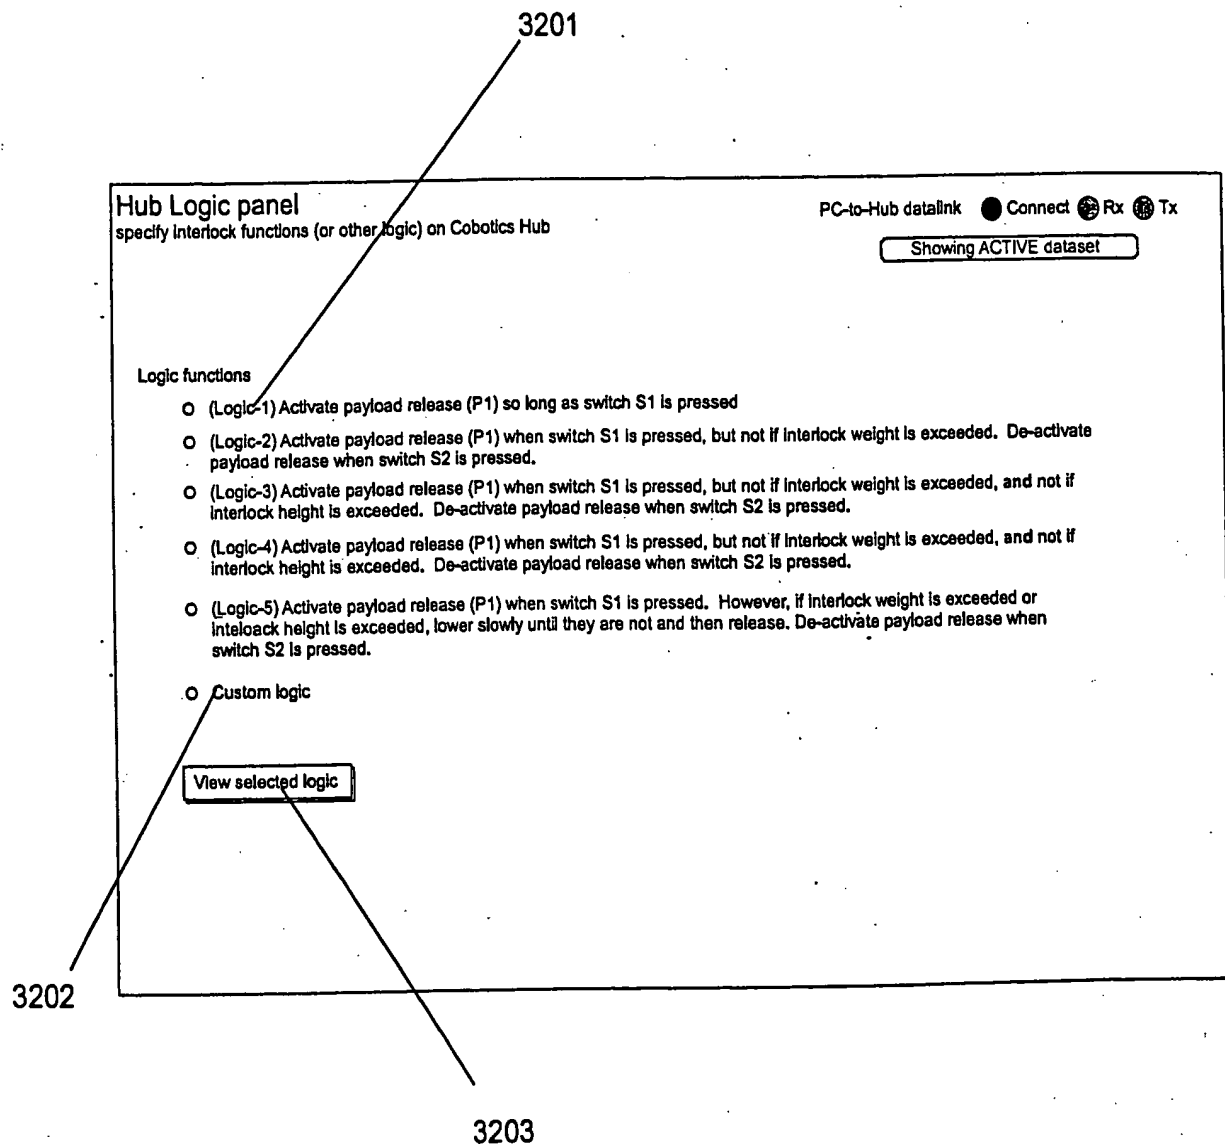 3201
Hub Logic panel
specify interlock functions (or other logic) on Cobotics Hub
PC-to-Hub datalink Connect Rx Tx
Showing ACTIVE dataset
Logic functions
(Logic-1) Activate payload release (P1) so long as switch S1 is pressed
(Logic-2) Activate payload release (P1) when switch S1 is pressed, but not if interlock weight is exceeded. De-activate
payload release when switch S2 is pressed.
(Logic-3) Activate payload release (P1) when switch S1 is pressed, but not if interlock weight is exceeded, and not if
interlock height is exceeded. De-activate payload release when switch S2 is pressed.
(Logic-4) Activate payload release (P1) when switch S1 is pressed, but not if interlock weight is exceeded, and not if
interlock height is exceeded. De-activate payload release when switch S2 is pressed.
(Logic-5) Activate payload release (P1) when switch S1 is pressed. However, if interlock weight is exceeded or
inteloack height is exceeded, lower slowly until they are not and then release. De-activate payload release when
switch S2 is pressed.
Custom logic
View selected logic
3202
3203